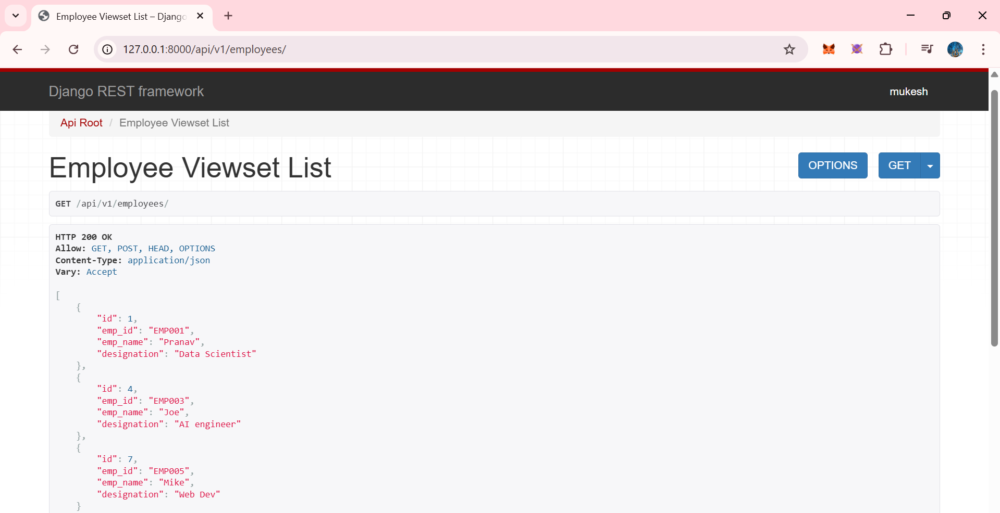 Employee Viewset List – Django
127.0.0.1:8000/api/v1/employees/
Django REST framework
mukesh
Api Root / Employee Viewset List
Employee Viewset List
OPTIONS
GET
GET /api/v1/employees/
HTTP 200 OK
Allow: GET, POST, HEAD, OPTIONS
Content-Type: application/json
Vary: Accept
[
    {
        "id": 1,
        "emp_id": "EMP001",
        "emp_name": "Pranav",
        "designation": "Data Scientist"
    },
    {
        "id": 4,
        "emp_id": "EMP003",
        "emp_name": "Joe",
        "designation": "AI engineer"
    },
    {
        "id": 7,
        "emp_id": "EMP005",
        "emp_name": "Mike",
        "designation": "Web Dev"
    }